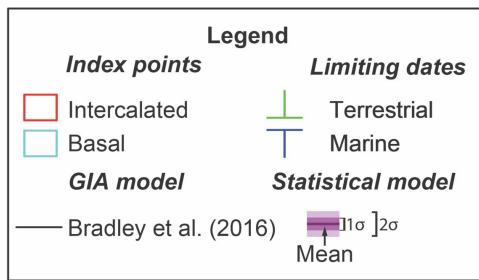 Legend
Index points Limiting dates
Intercalated Terrestrial
Basal Marine
GIA model Statistical model
Bradley et al. (2016) ]1σ ]2σ
Mean